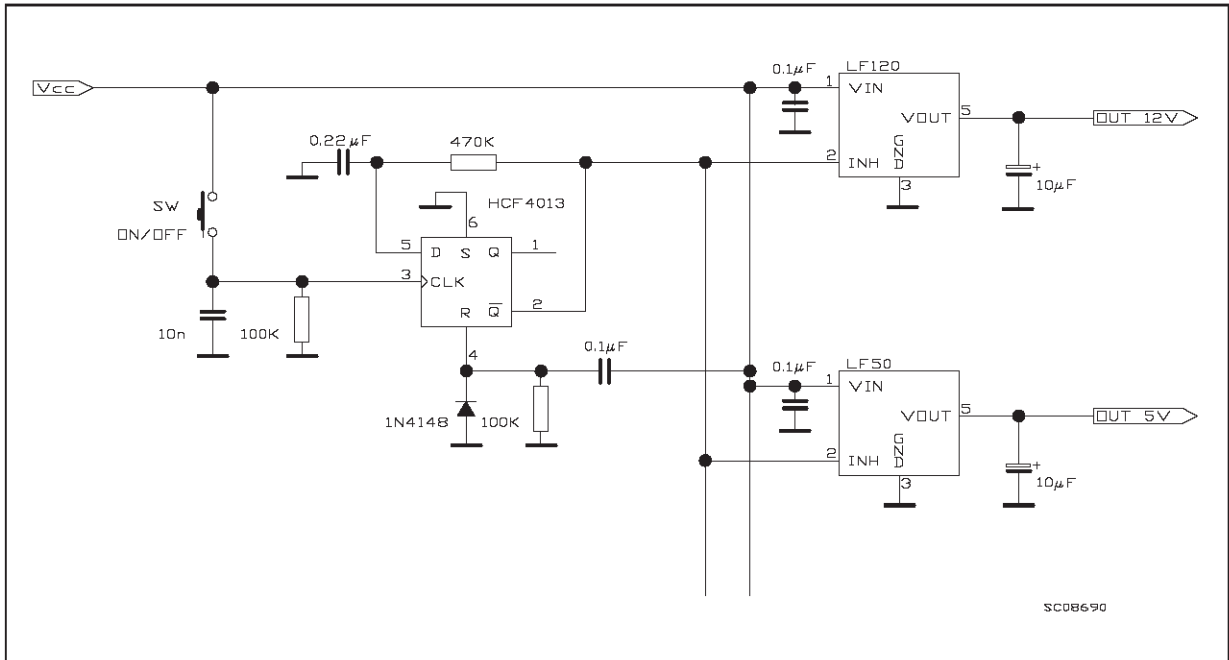 LF120
0.1µF
Vcc
1
VIN
VOUT
5
OUT 12V
GND
0.22µF
470K
2
INH
3
+
10µF
HCF4013
SW
ON/OFF
6
5
D
S
Q
1
3
CLK
R
Q
2
10n
100K
4
0.1µF
1N4148
100K
0.1µF
LF50
1
VIN
VOUT
5
OUT 5V
GND
2
INH
3
+
10µF
SC08690